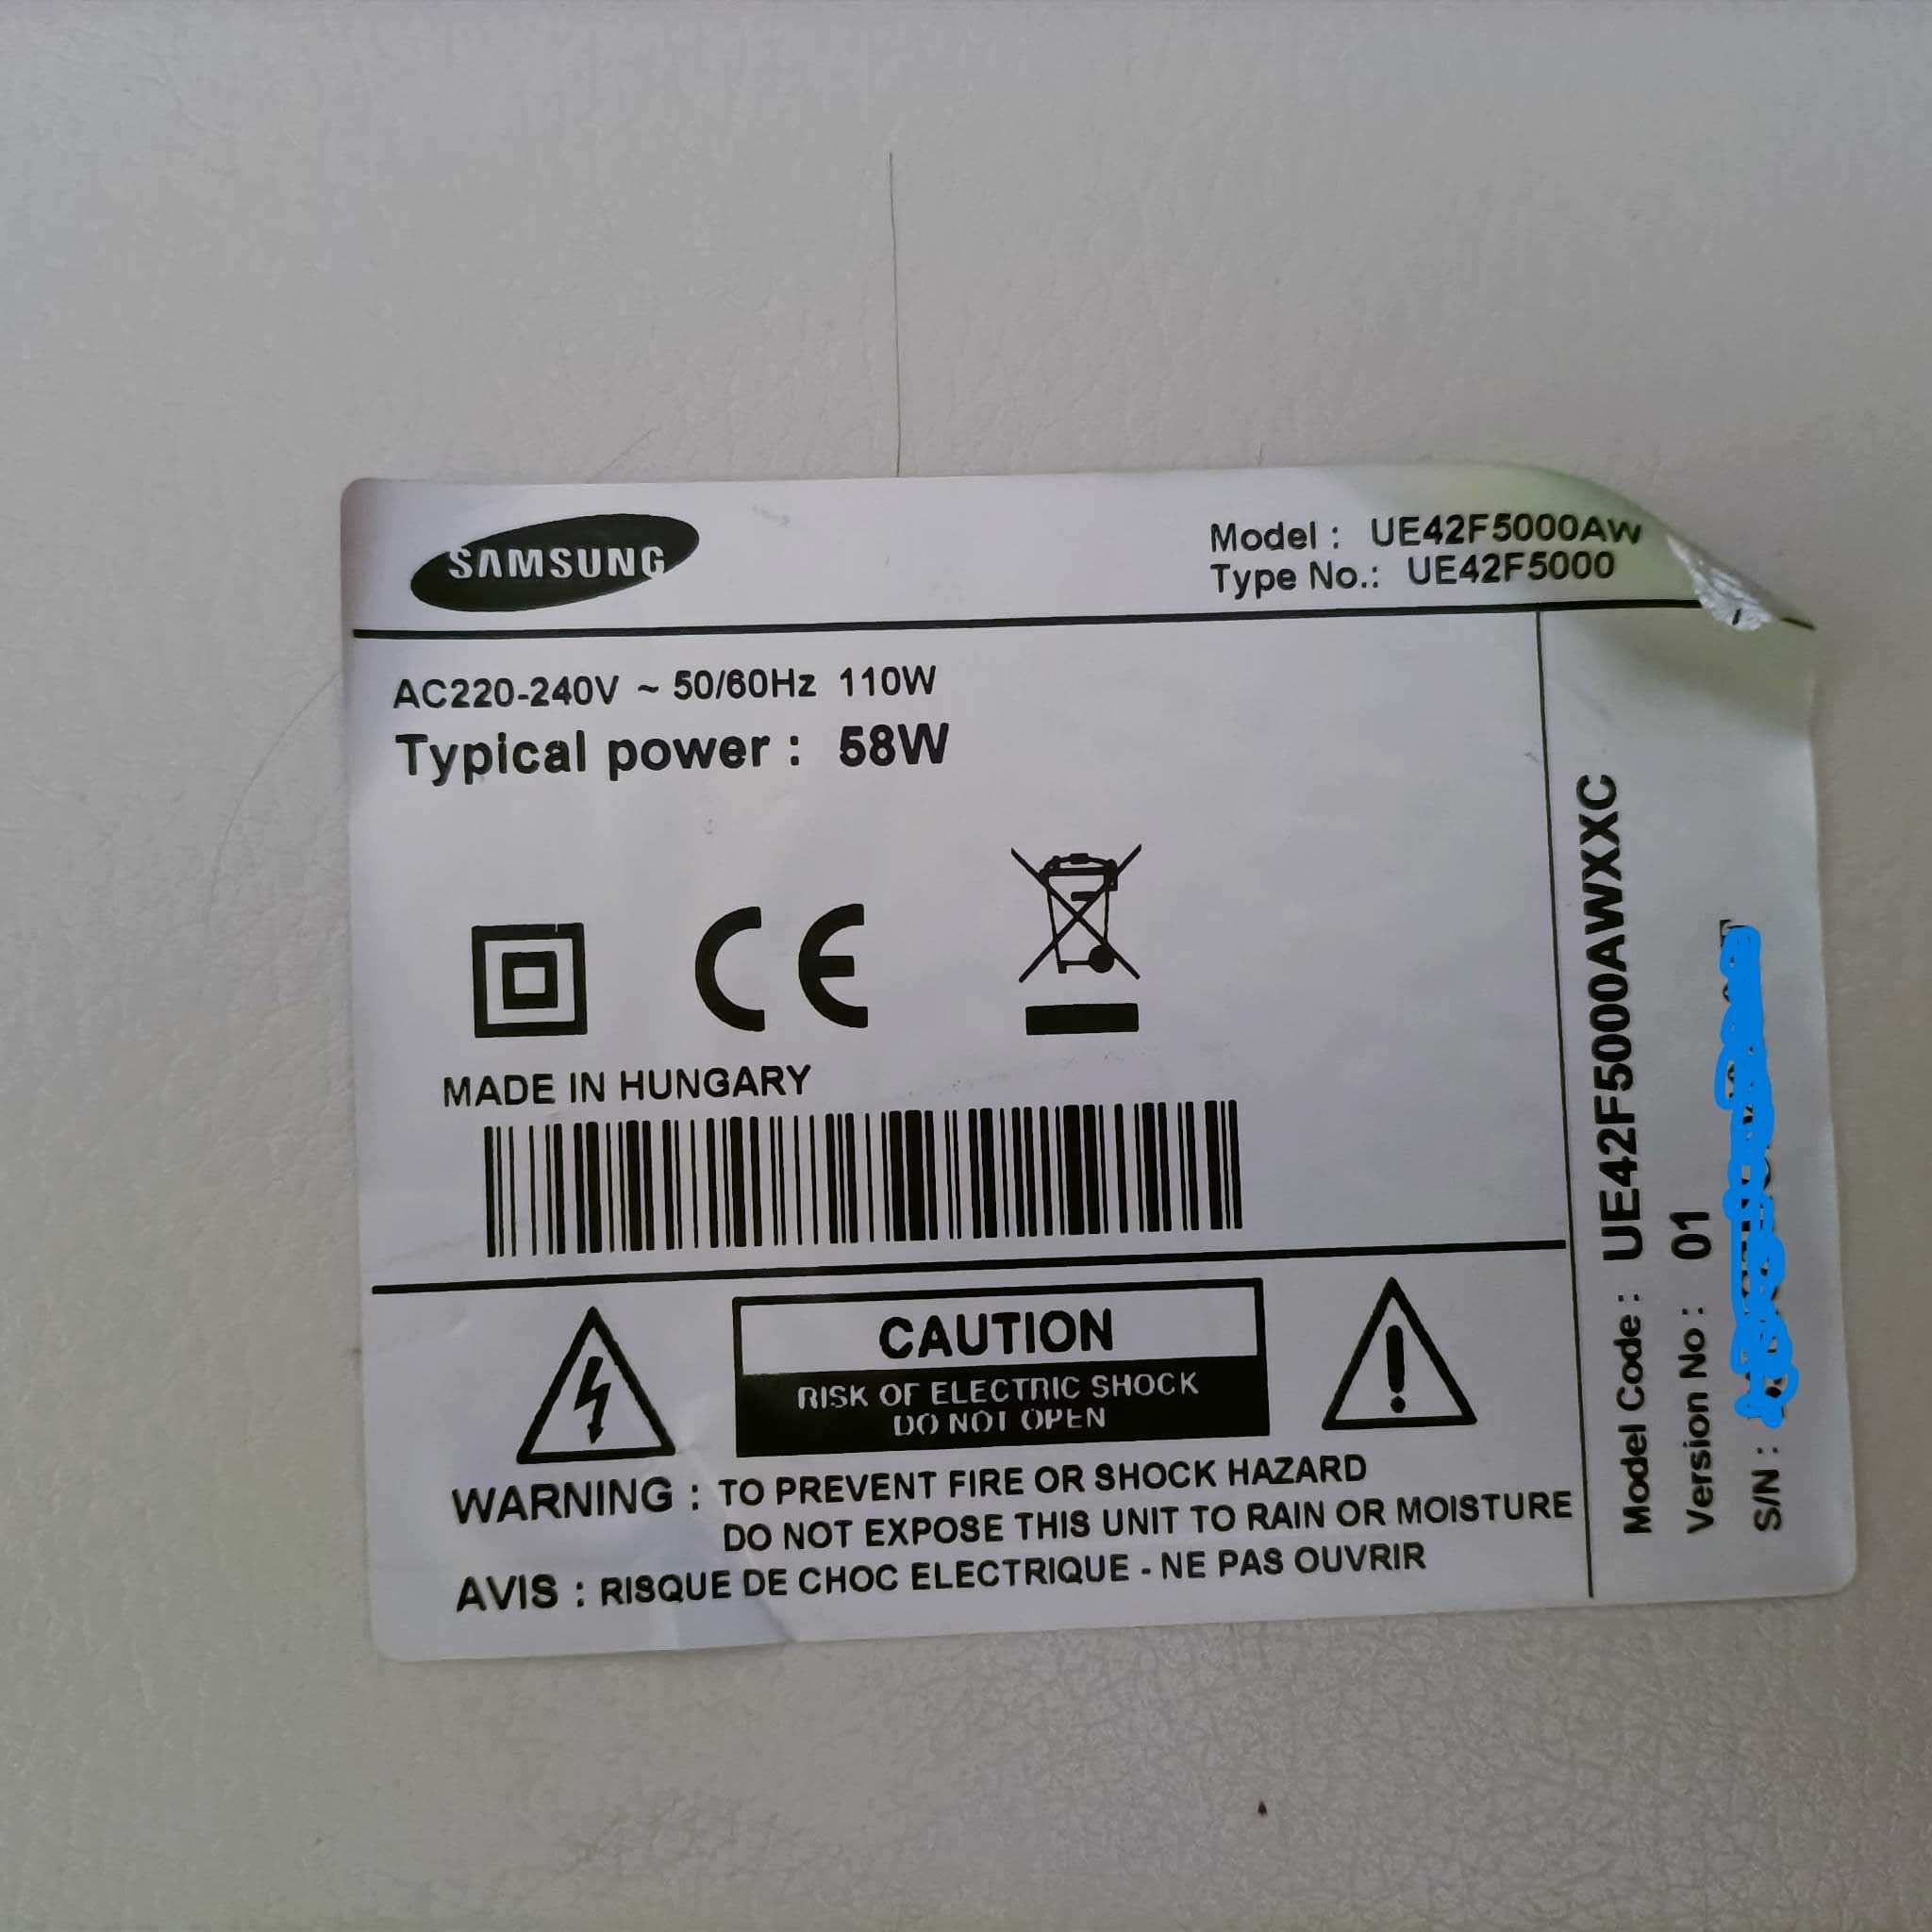 SAMSUNG
Model : UE42F5000AW
Type No.: UE42F5000
AC220-240V ~ 50/60Hz 110W
Typical power : 58W
CE
MADE IN HUNGARY
CAUTION
RISK OF ELECTRIC SHOCK
DO NOT OPEN
WARNING : TO PREVENT FIRE OR SHOCK HAZARD
DO NOT EXPOSE THIS UNIT TO RAIN OR MOISTURE
AVIS : RISQUE DE CHOC ELECTRIQUE - NE PAS OUVRIR
Model Code : UE42F5000AWXXC
Version No : 01
S/N :